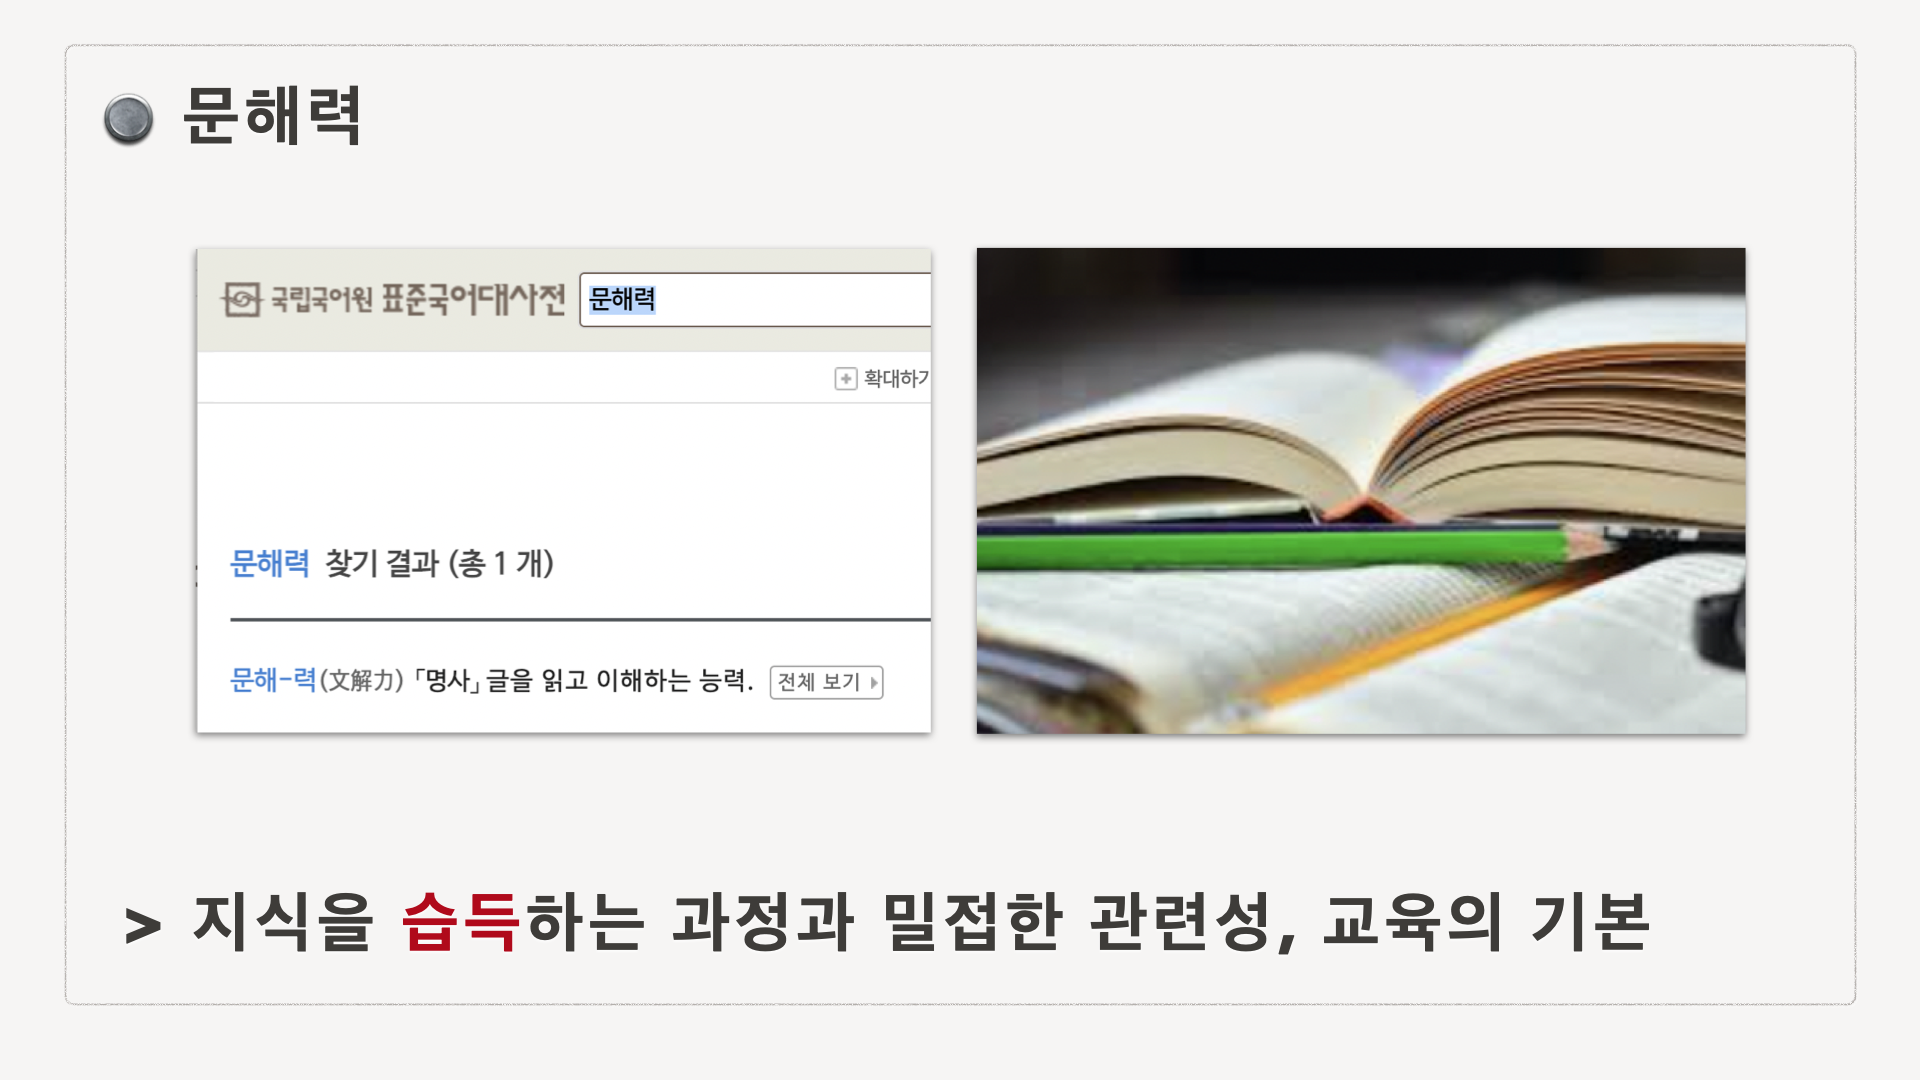 문해력
국립국어원 표준국어대사전 문해력
확대하기
문해력 찾기 결과 (총 1 개)
문해-력(文解力) 「명사」 글을 읽고 이해하는 능력. 전체 보기
> 지식을 습득하는 과정과 밀접한 관련성, 교육의 기본